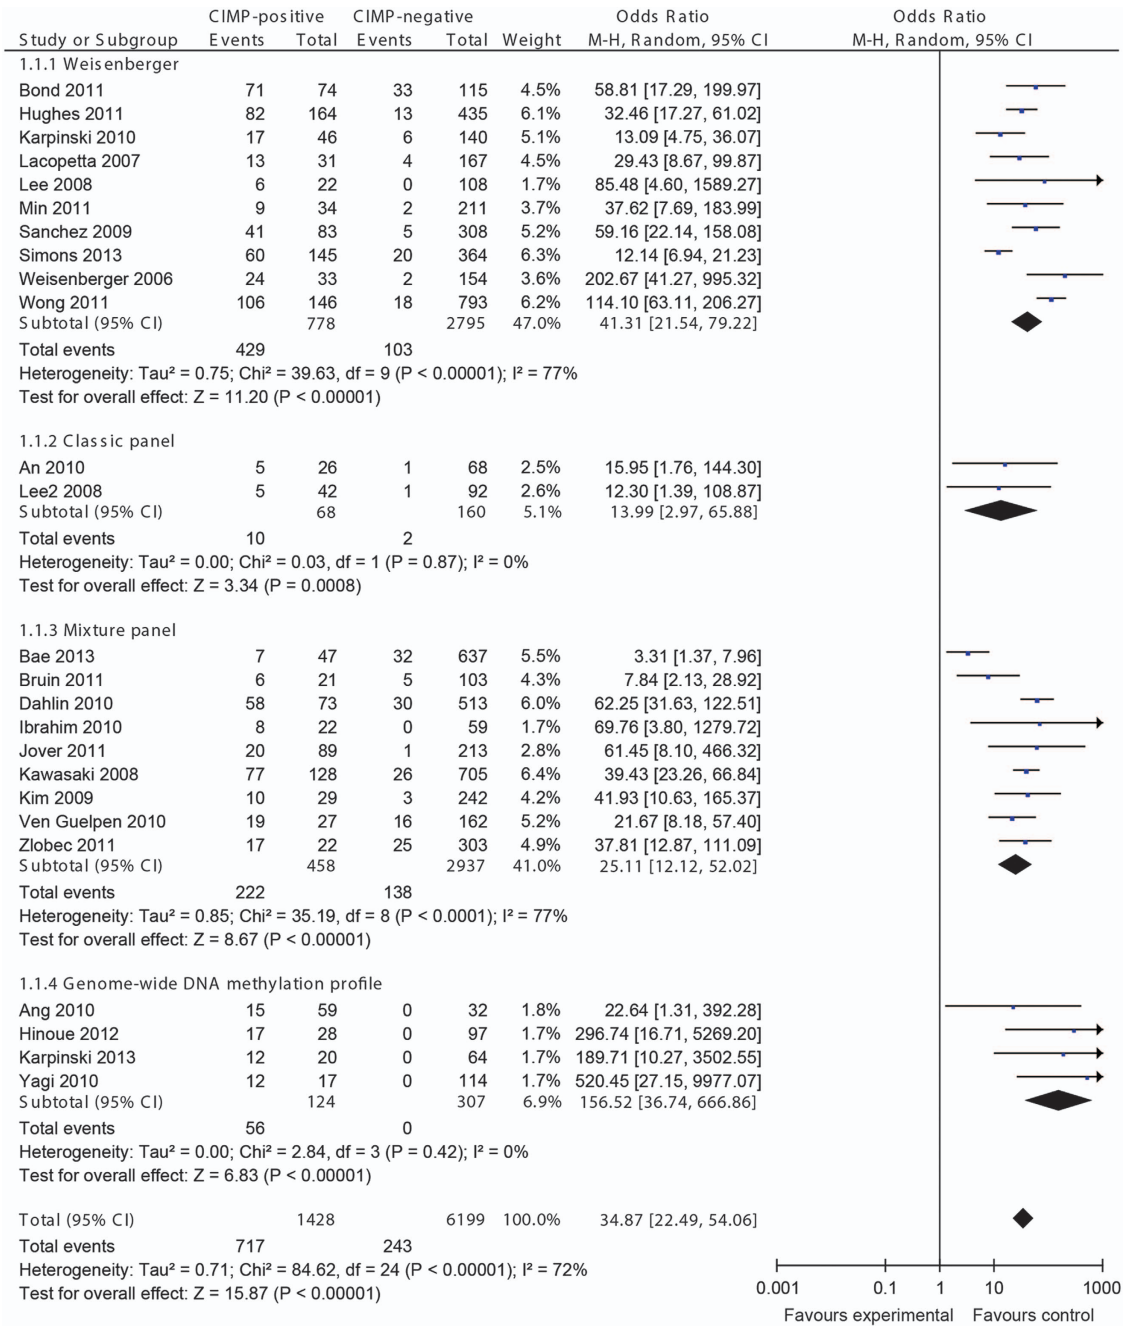 CIMP-positive CIMP-negative Odds Ratio Odds Ratio
Study or Subgroup Events Total Events Total Weight M-H, Random, 95% CI M-H, Random, 95% CI
1.1.1 Weisenberger
Bond 2011 71 74 33 115 4.5% 58.81 [17.29, 199.97]
Hughes 2011 82 164 13 435 6.1% 32.46 [17.27, 61.02]
Karpinski 2010 17 46 6 140 5.1% 13.09 [4.75, 36.07]
Lacopetta 2007 13 31 4 167 4.5% 29.43 [8.67, 99.87]
Lee 2008 6 22 0 108 1.7% 85.48 [4.60, 1589.27]
Min 2011 9 34 2 211 3.7% 37.62 [7.69, 183.99]
Sanchez 2009 41 83 5 308 5.2% 59.16 [22.14, 158.08]
Simons 2013 60 145 20 364 6.3% 12.14 [6.94, 21.23]
Weisenberger 2006 24 33 2 154 3.6% 202.67 [41.27, 995.32]
Wong 2011 106 146 18 793 6.2% 114.10 [63.11, 206.27]
Subtotal (95% CI) 778 2795 47.0% 41.31 [21.54, 79.22]
Total events 429 103
Heterogeneity: Tau² = 0.75; Chi² = 39.63, df = 9 (P < 0.00001); I² = 77%
Test for overall effect: Z = 11.20 (P < 0.00001)
1.1.2 Classic panel
An 2010 5 26 1 68 2.5% 15.95 [1.76, 144.30]
Lee2 2008 5 42 1 92 2.6% 12.30 [1.39, 108.87]
Subtotal (95% CI) 68 160 5.1% 13.99 [2.97, 65.88]
Total events 10 2
Heterogeneity: Tau² = 0.00; Chi² = 0.03, df = 1 (P = 0.87); I² = 0%
Test for overall effect: Z = 3.34 (P = 0.0008)
1.1.3 Mixture panel
Bae 2013 7 47 32 637 5.5% 3.31 [1.37, 7.96]
Bruin 2011 6 21 5 103 4.3% 7.84 [2.13, 28.92]
Dahlin 2010 58 73 30 513 6.0% 62.25 [31.63, 122.51]
Ibrahim 2010 8 22 0 59 1.7% 69.76 [3.80, 1279.72]
Jover 2011 20 89 1 213 2.8% 61.45 [8.10, 466.32]
Kawasaki 2008 77 128 26 705 6.4% 39.43 [23.26, 66.84]
Kim 2009 10 29 3 242 4.2% 41.93 [10.63, 165.37]
Ven Guelpen 2010 19 27 16 162 5.2% 21.67 [8.18, 57.40]
Zlobec 2011 17 22 25 303 4.9% 37.81 [12.87, 111.09]
Subtotal (95% CI) 458 2937 41.0% 25.11 [12.12, 52.02]
Total events 222 138
Heterogeneity: Tau² = 0.85; Chi² = 35.19, df = 8 (P < 0.0001); I² = 77%
Test for overall effect: Z = 8.67 (P < 0.00001)
1.1.4 Genome-wide DNA methylation profile
Ang 2010 15 59 0 32 1.8% 22.64 [1.31, 392.28]
Hinoue 2012 17 28 0 97 1.7% 296.74 [16.71, 5269.20]
Karpinski 2013 12 20 0 64 1.7% 189.71 [10.27, 3502.55]
Yagi 2010 12 17 0 114 1.7% 520.45 [27.15, 9977.07]
Subtotal (95% CI) 124 307 6.9% 156.52 [36.74, 666.86]
Total events 56 0
Heterogeneity: Tau² = 0.00; Chi² = 2.84, df = 3 (P = 0.42); I² = 0%
Test for overall effect: Z = 6.83 (P < 0.00001)
Total (95% CI) 1428 6199 100.0% 34.87 [22.49, 54.06]
Total events 717 243
Heterogeneity: Tau² = 0.71; Chi² = 84.62, df = 24 (P < 0.00001); I² = 72%
Test for overall effect: Z = 15.87 (P < 0.00001)
0.001 0.1 1 10 1000
Favours experimental Favours control